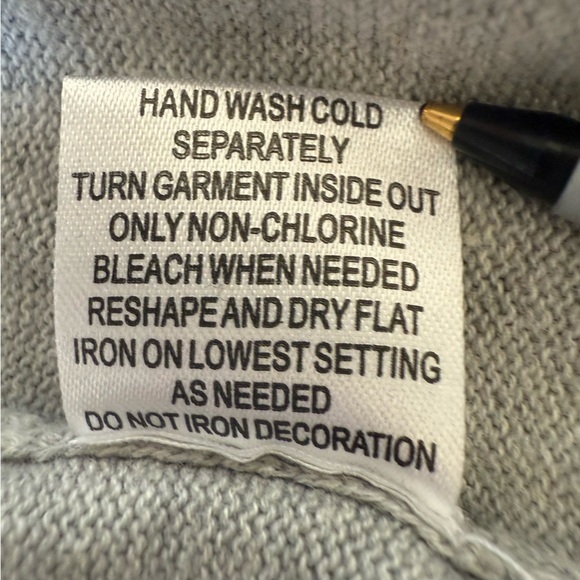 HAND WASH COLD
SEPARATELY
TURN GARMENT INSIDE OUT
ONLY NON-CHLORINE
BLEACH WHEN NEEDED
RESHAPE AND DRY FLAT
IRON ON LOWEST SETTING
AS NEEDED
DO NOT IRON DECORATION